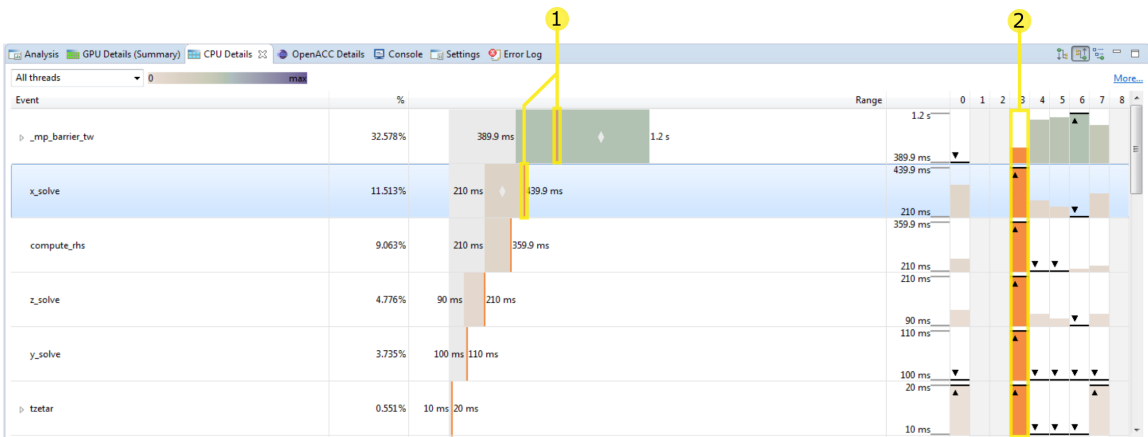 1 2
Analysis GPU Details (Summary) CPU Details OpenACC Details Console Settings Error Log
All threads 0 max More...
Event % Range 0 1 2 3 4 5 6 7 8
_mp_barrier_tw 32.578% 389.9 ms 1.2 s 1.2 s
389.9 ms
x_solve 11.513% 210 ms 439.9 ms 439.9 ms
210 ms
compute_rhs 9.063% 210 ms 359.9 ms 359.9 ms
210 ms
z_solve 4.776% 90 ms 210 ms 210 ms
90 ms
y_solve 3.735% 100 ms 110 ms 110 ms
100 ms
tzetar 0.551% 10 ms 20 ms 20 ms
10 ms